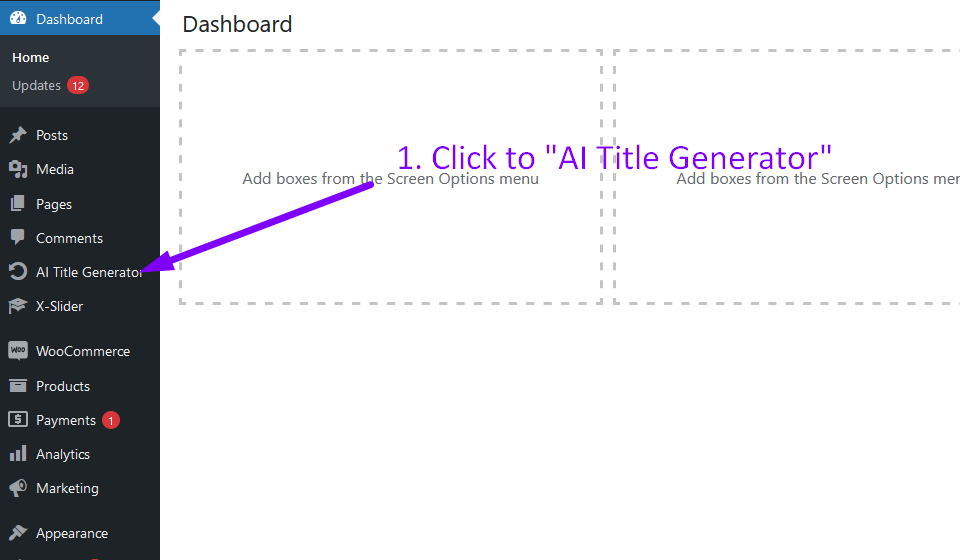 Dashboard
Home
Updates 12
Posts
Media
Pages
Comments
AI Title Generator
X-Slider
WOO WooCommerce
Products
$ Payments 1
Analytics
Marketing
Appearance
Dashboard
1. Click to "AI Title Generator"
Add boxes from the Screen Options menu
Add boxes from the Screen Options